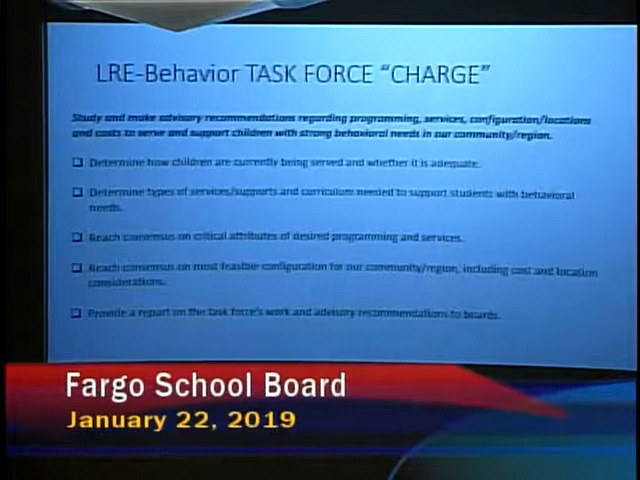 LRE-Behavior TASK FORCE “CHARGE”
Study and make advisory recommendations regarding programming, services, configuration/locations
and costs to serve and support children with strong behavioral needs in our community/region.
Determine how children are currently being served and whether it is adequate.
Determine types of services/supports and curriculum needed to support students with behavioral
needs.
Reach consensus on critical attributes of desired programming and services.
Reach consensus on most feasible configuration for our community/region, including cost and location
considerations.
Provide a report on the task force's work and advisory recommendations to boards.
Fargo School Board
January 22, 2019